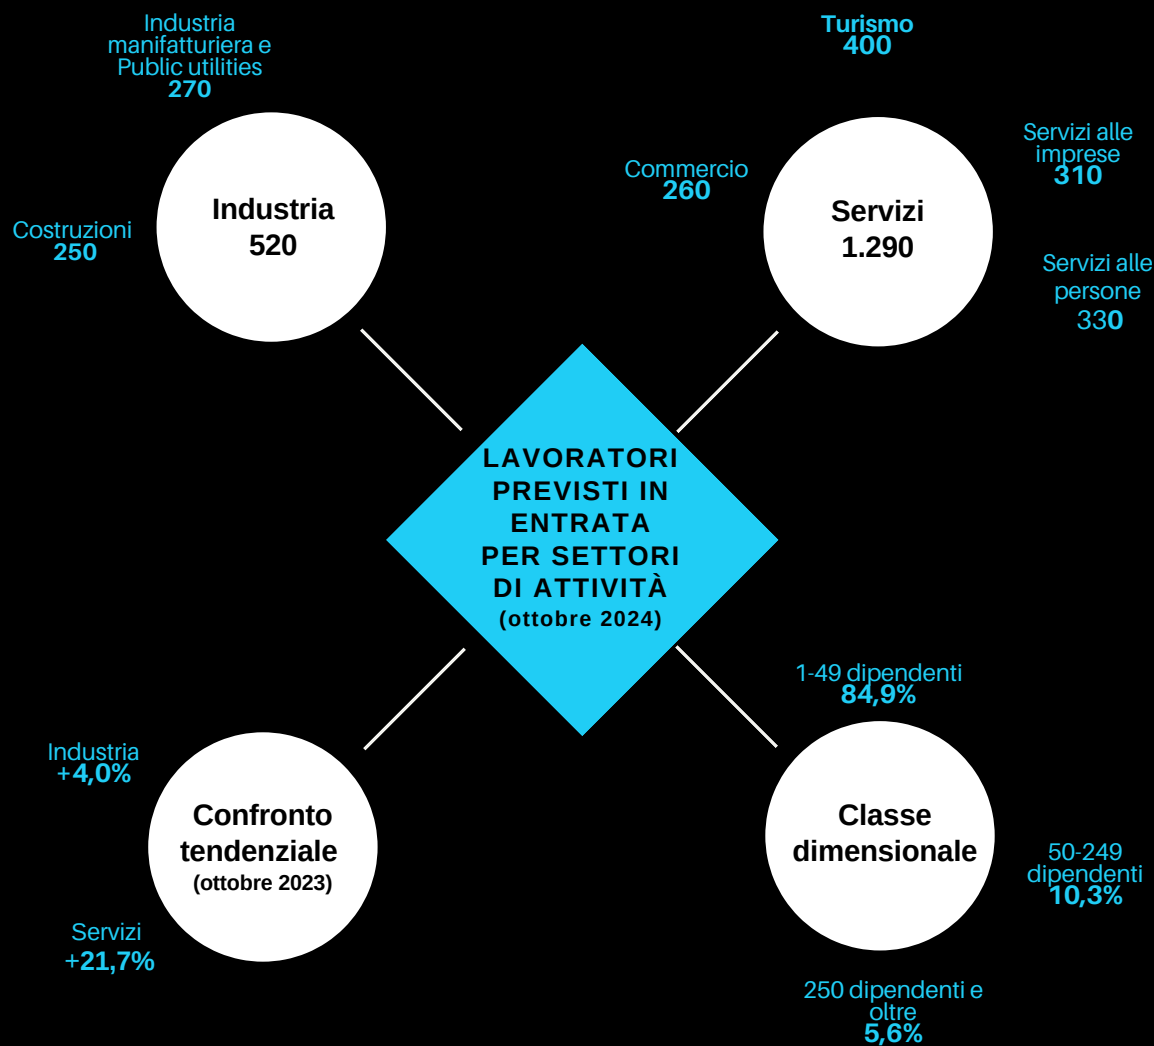 Industria
manifatturiera e
Public utilities
270
Costruzioni
250
Industria
520
Turismo
400
Commercio
260
Servizi
1.290
Servizi alle
imprese
310
Servizi alle
persone
330
LAVORATORI
PREVISTI IN
ENTRATA
PER SETTORI
DI ATTIVITÀ
(ottobre 2024)
Industria
+4,0%
Confronto
tendenziale
(ottobre 2023)
Servizi
+21,7%
1-49 dipendenti
84,9%
Classe
dimensionale
50-249
dipendenti
10,3%
250 dipendenti e
oltre
5,6%